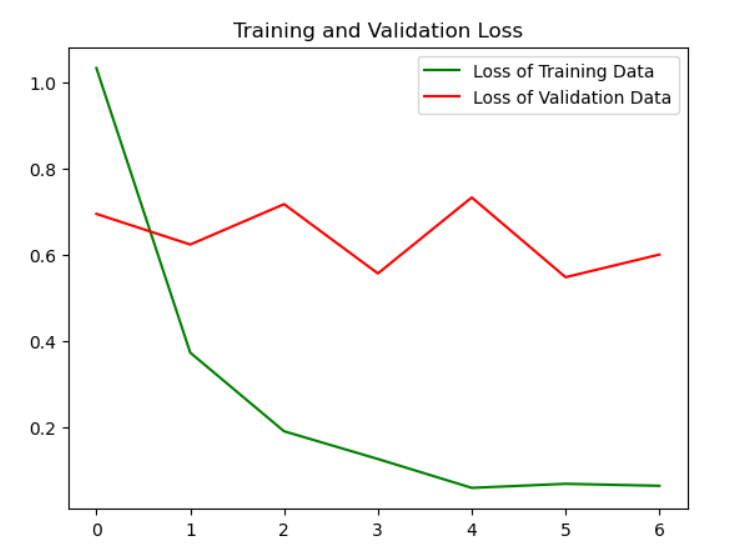 Training and Validation Loss
Loss of Training Data
Loss of Validation Data
1.0
0.8
0.6
0.4
0.2
0 1 2 3 4 5 6